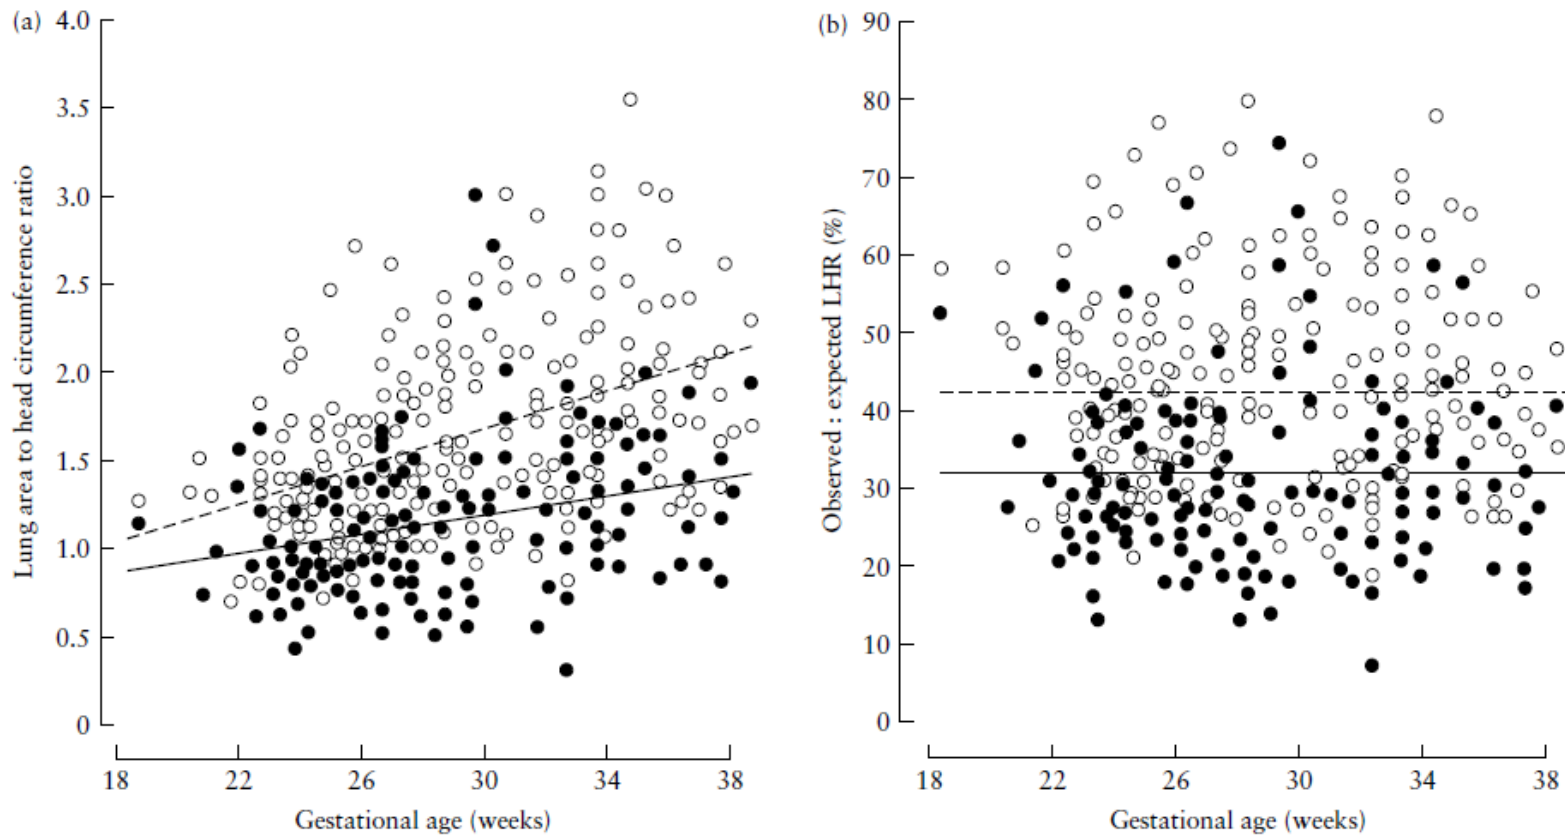 (a)
4.0
3.5
3.0
2.5
2.0
1.5
1.0
0.5
0
Lung area to head circumference ratio
18 22 26 30 34 38
Gestational age (weeks)
(b)
90
80
70
60
50
40
30
20
10
0
Observed : expected LHR (%)
18 22 26 30 34 38
Gestational age (weeks)